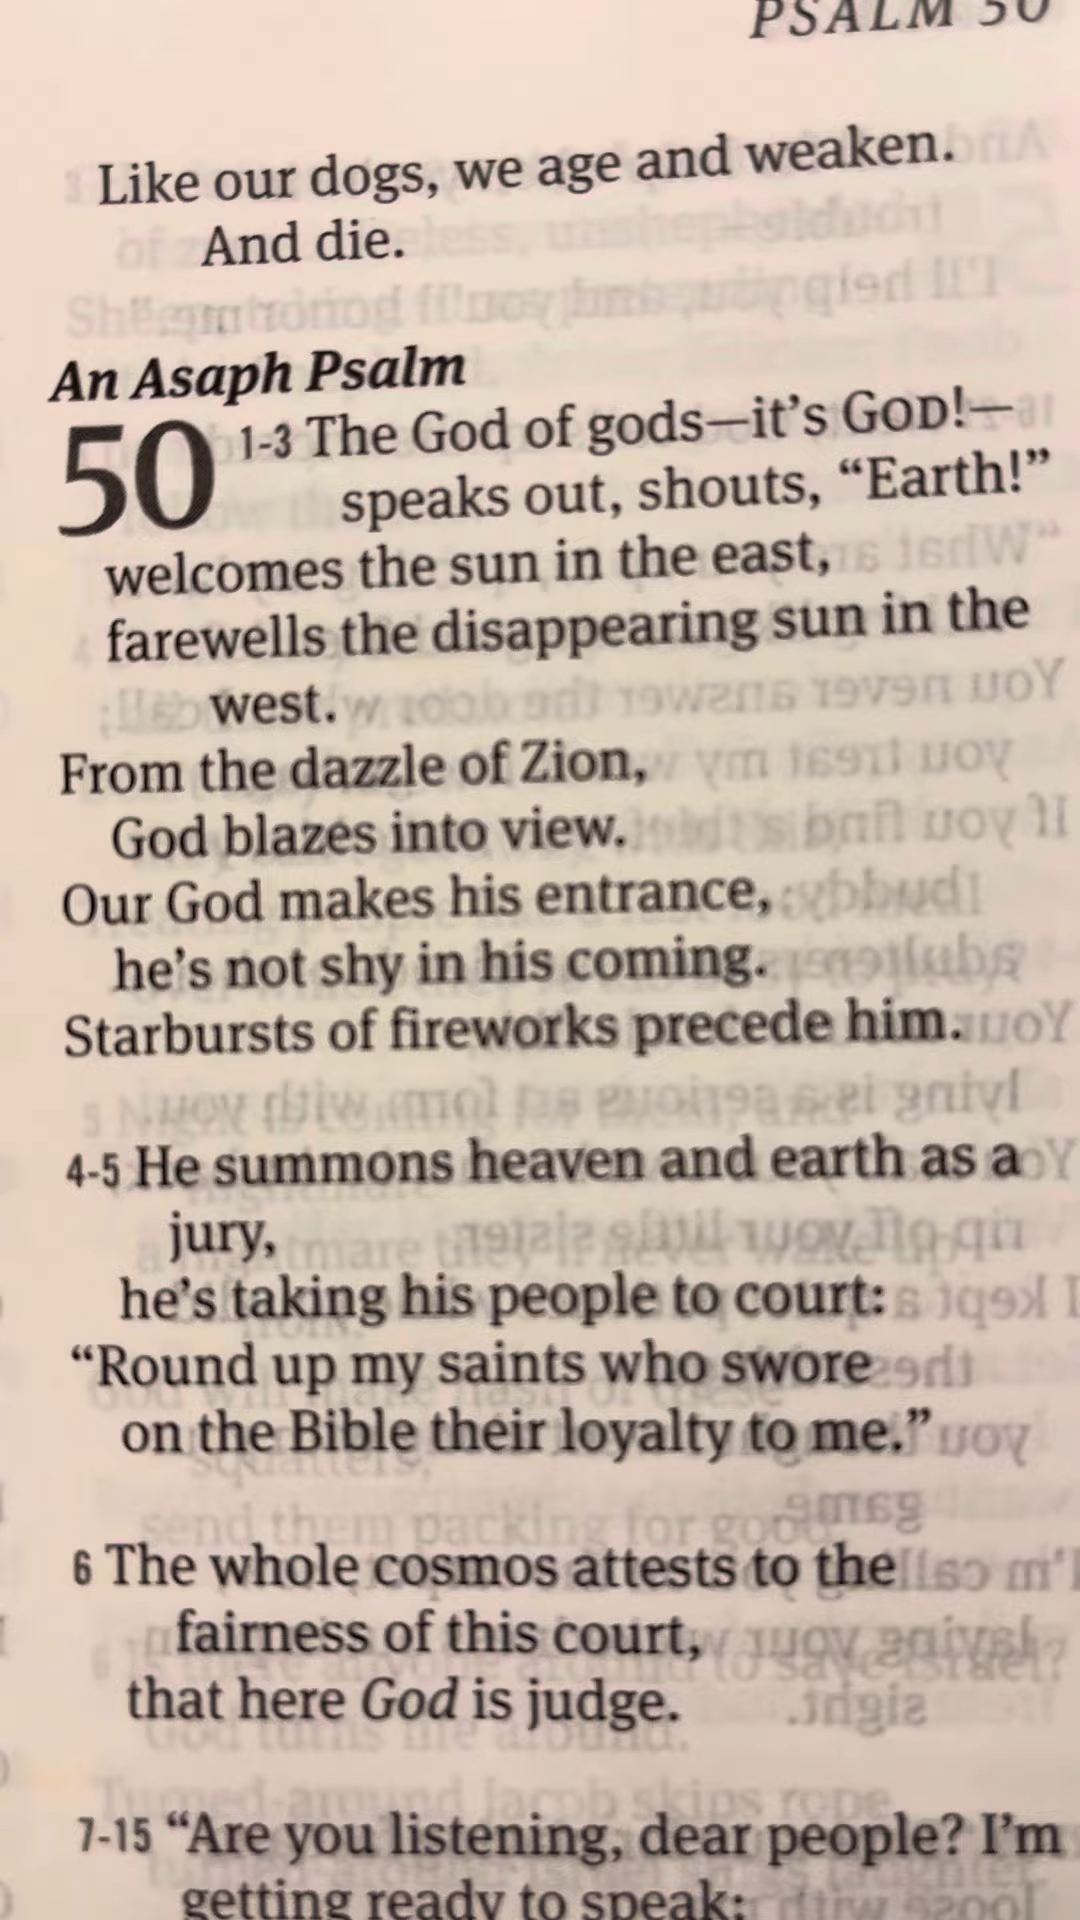 PSALM 50
Like our dogs, we age and weaken.
And die.
An Asaph Psalm
50 1-3 The God of gods—it's GOD!—
speaks out, shouts, "Earth!"
welcomes the sun in the east,
farewells the disappearing sun in the
west.
From the dazzle of Zion,
God blazes into view.
Our God makes his entrance,
he's not shy in his coming.
Starbursts of fireworks precede him.
4-5 He summons heaven and earth as a
jury,
he's taking his people to court:
"Round up my saints who swore
on the Bible their loyalty to me."
6 The whole cosmos attests to the
fairness of this court,
that here God is judge.
7-15 "Are you listening, dear people? I'm
getting ready to speak: